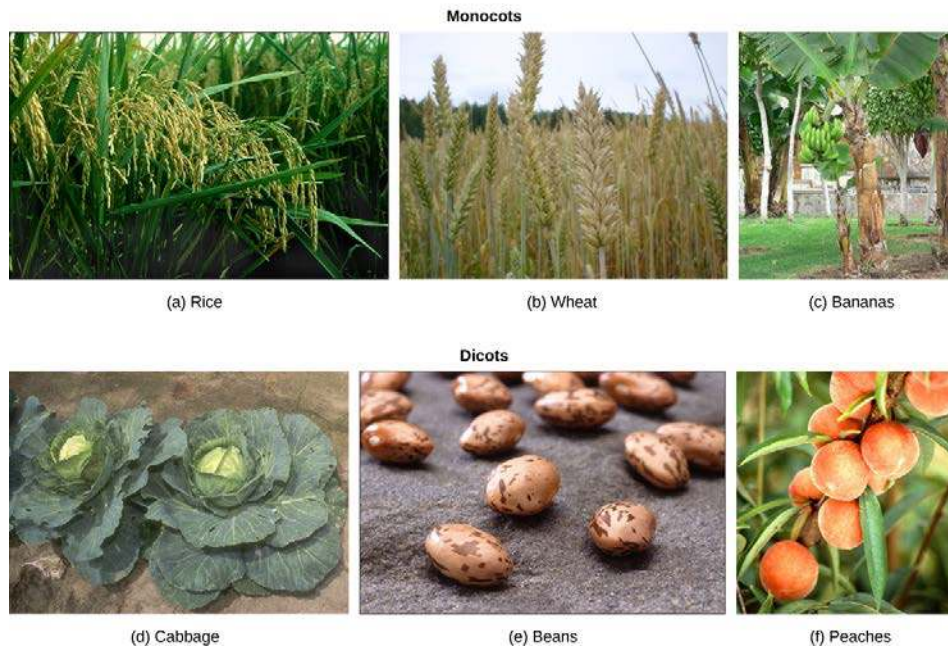 Monocots
(a) Rice
(b) Wheat
(c) Bananas
Dicots
(d) Cabbage
(e) Beans
(f) Peaches